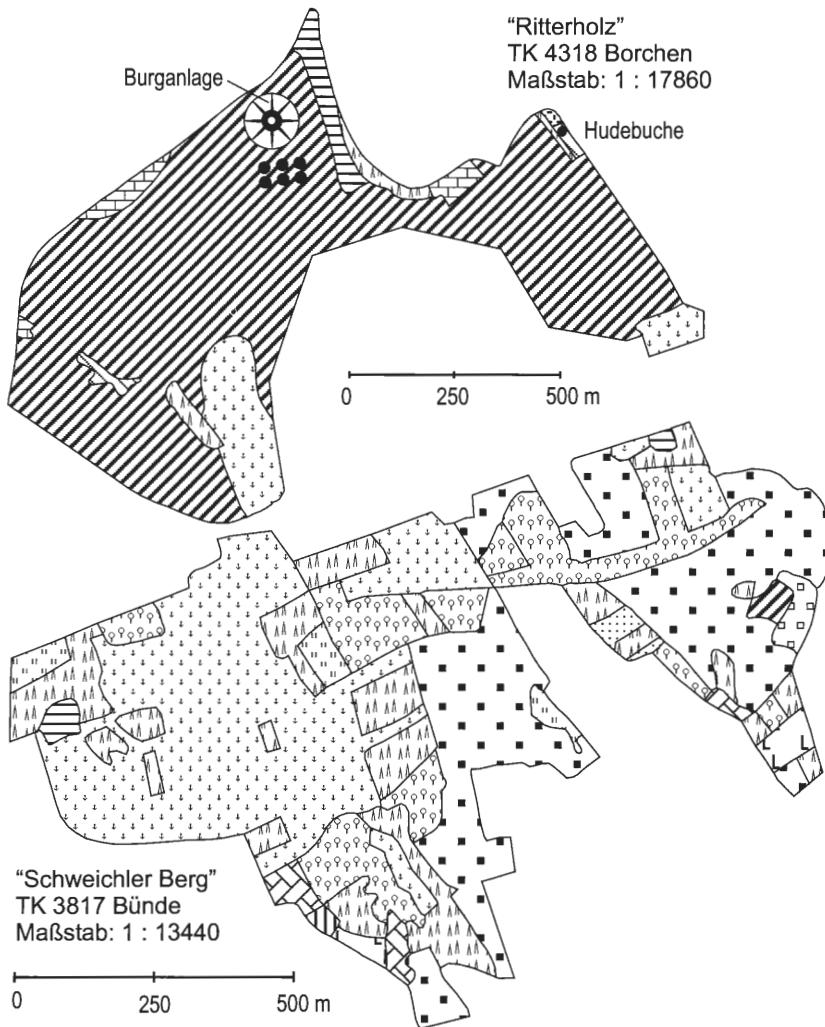 “Ritterholz”
TK 4318 Borchen
Maßstab: 1 : 17860
Burganlage
Hudebuche
0 250 500 m
“Schweichler Berg”
TK 3817 Bünde
Maßstab: 1 : 13440
0 250 500 m